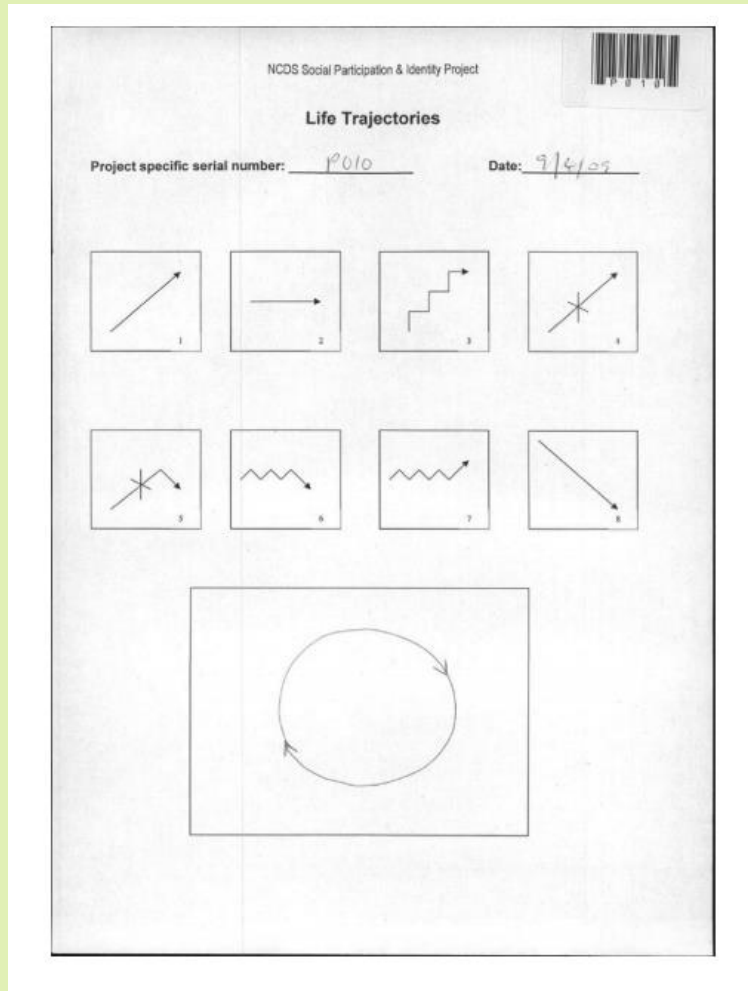 NCDS Social Participation & Identity Project
P010
Life Trajectories
Project specific serial number: P010
Date: 9/4/09
1
2
3
4
5
6
7
8